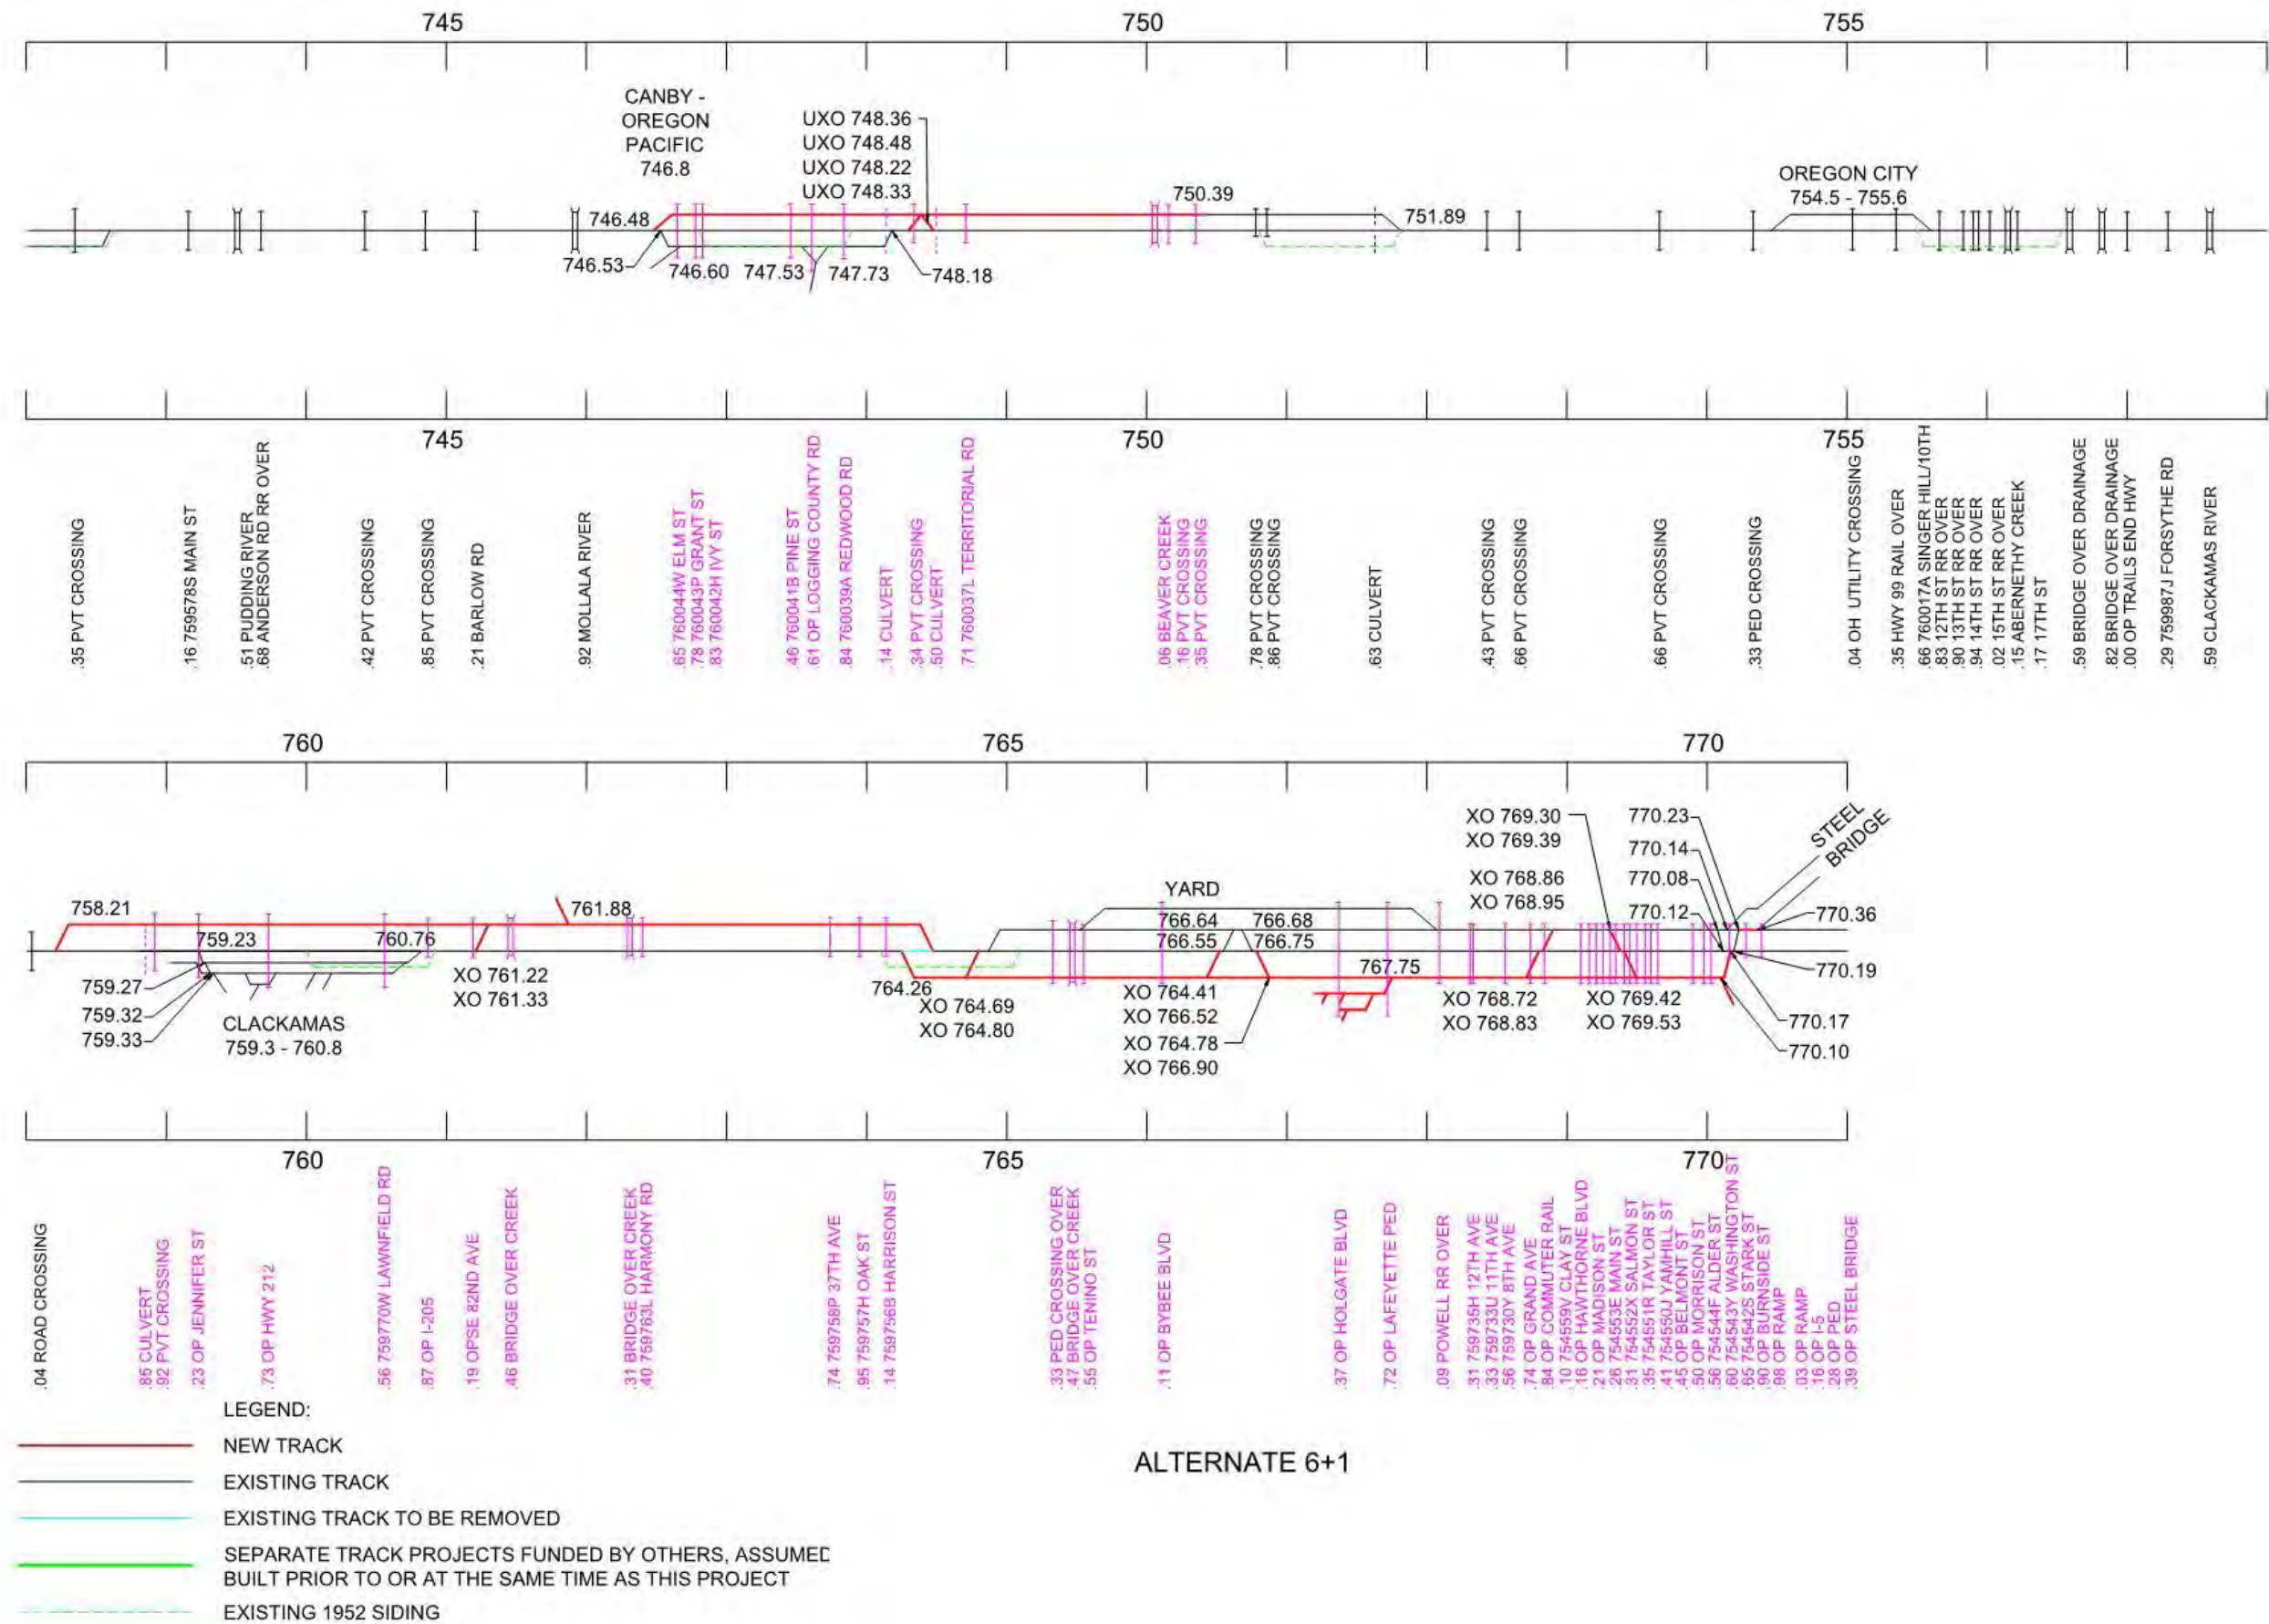 745
750
755
CANBY -
OREGON
PACIFIC
746.8
UXO 748.36
UXO 748.48
UXO 748.22
UXO 748.33
746.48
746.53
746.60
747.53
747.73
748.18
750.39
751.89
OREGON CITY
754.5 - 755.6
745
750
755
.35 PVT CROSSING
.16 759578S MAIN ST
.51 PUDDING RIVER
.68 ANDERSON RD RR OVER
.42 PVT CROSSING
.85 PVT CROSSING
.21 BARLOW RD
.92 MOLLALA RIVER
.65 760044W ELM ST
.78 760043P GRANT ST
.83 760042H IVY ST
.46 760041B PINE ST
.61 OP LOGGING COUNTY RD
.84 760039A REDWOOD RD
.14 CULVERT
.34 PVT CROSSING
.50 CULVERT
.71 760037L TERRITORIAL RD
.06 BEAVER CREEK
.16 PVT CROSSING
.35 PVT CROSSING
.78 PVT CROSSING
.86 PVT CROSSING
.63 CULVERT
.43 PVT CROSSING
.66 PVT CROSSING
.66 PVT CROSSING
.33 PED CROSSING
.04 OH UTILITY CROSSING
.35 HWY 99 RAIL OVER
.66 760017A SINGER HILL/10TH
.83 12TH ST RR OVER
.90 13TH ST RR OVER
.94 14TH ST RR OVER
.02 15TH ST RR OVER
.15 ABERNETHY CREEK
.17 17TH ST
.59 BRIDGE OVER DRAINAGE
.82 BRIDGE OVER DRAINAGE
.00 OP TRAILS END HWY
.29 759987J FORSYTHE RD
.59 CLACKAMAS RIVER
760
765
770
758.21
759.23
760.76
759.27
759.32
759.33
CLACKAMAS
759.3 - 760.8
XO 761.22
XO 761.33
761.88
764.26
XO 764.69
XO 764.80
YARD
766.64
766.68
766.55
766.75
XO 764.41
XO 766.52
XO 764.78
XO 766.90
767.75
XO 769.30
XO 769.39
XO 768.86
XO 768.95
XO 768.72
XO 768.83
XO 769.42
XO 769.53
770.23
770.14
770.08
770.12
STEEL
BRIDGE
770.36
770.19
770.17
770.10
760
765
770
.04 ROAD CROSSING
.85 CULVERT
.92 PVT CROSSING
.23 OP JENNIFER ST
.73 OP HWY 212
.56 759770W LAWNFIELD RD
.87 OP I-205
.19 OPSE 82ND AVE
.46 BRIDGE OVER CREEK
.31 BRIDGE OVER CREEK
.40 759763L HARMONY RD
.74 759758P 37TH AVE
.95 759757H OAK ST
.14 759756B HARRISON ST
.33 PED CROSSING OVER
.47 BRIDGE OVER CREEK
.55 OP TENINO ST
.11 OP BYBEE BLVD
.37 OP HOLGATE BLVD
.72 OP LAFEYETTE PED
.09 POWELL RR OVER
.31 759735H 12TH AVE
.33 759733U 11TH AVE
.56 759730Y 8TH AVE
.74 OP GRAND AVE
.84 OP COMMUTER RAIL
.10 754559V CLAY ST
.16 OP HAWTHORNE BLVD
.21 OP MADISON ST
.26 754553E MAIN ST
.31 754552X SALMON ST
.35 754551R TAYLOR ST
.41 754550J YAMHILL ST
.45 OP BELMONT ST
.50 OP MORRISON ST
.56 754544F ALDER ST
.60 754543Y WASHINGTON ST
.65 754542S STARK ST
.90 OP BURNSIDE ST
.98 OP RAMP
.03 OP RAMP
.16 OP I-5
.28 OP PED
.39 OP STEEL BRIDGE
LEGEND:
NEW TRACK
EXISTING TRACK
EXISTING TRACK TO BE REMOVED
SEPARATE TRACK PROJECTS FUNDED BY OTHERS, ASSUMED
BUILT PRIOR TO OR AT THE SAME TIME AS THIS PROJECT
EXISTING 1952 SIDING
ALTERNATE 6+1